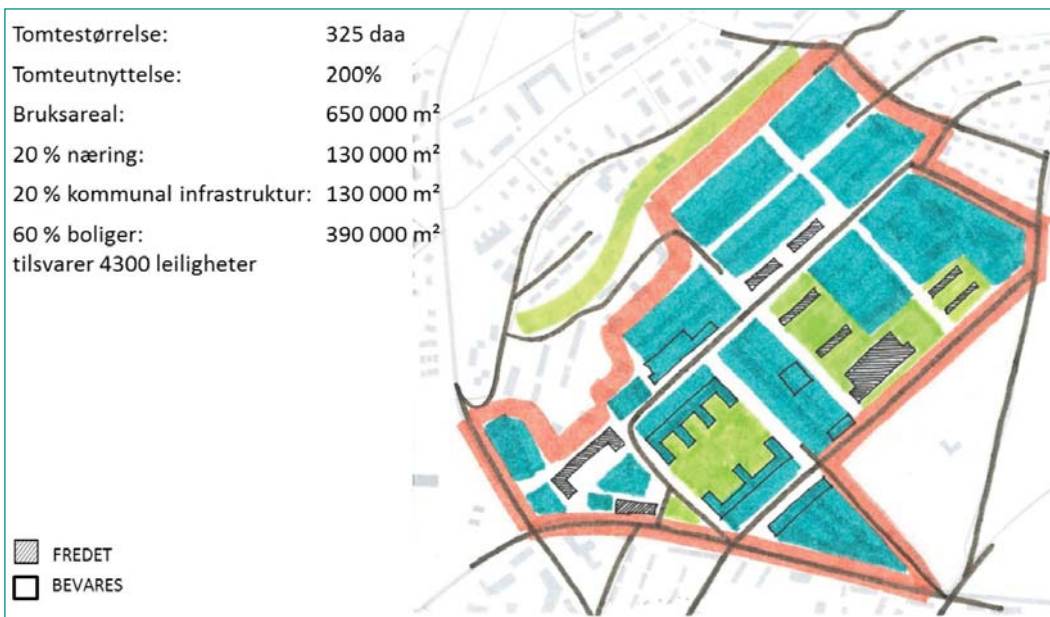 Tomtestørrelse: 325 daa
Tomteutnyttelse: 200%
Bruksareal: 650 000 m²
20 % næring: 130 000 m²
20 % kommunal infrastruktur: 130 000 m²
60 % boliger: 390 000 m²
tilsvarer 4300 leiligheter
FREDET
BEVARES